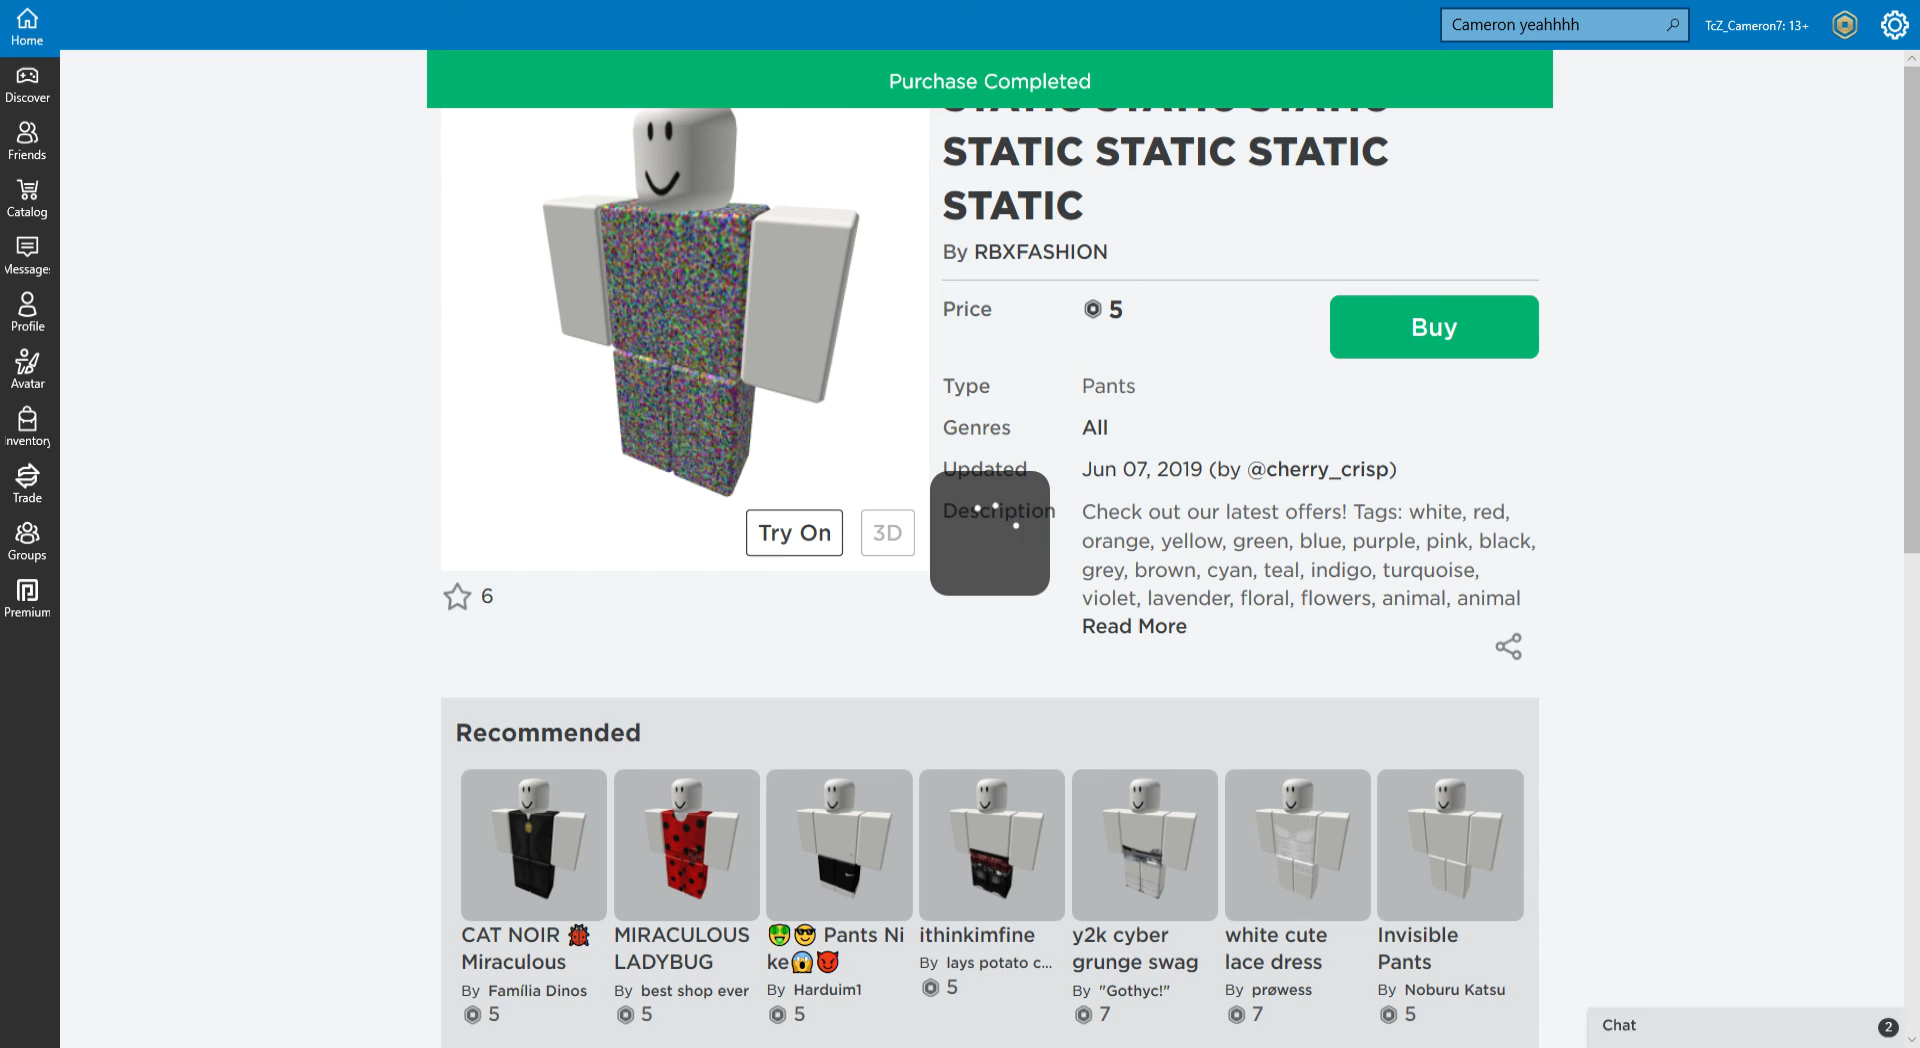 Home
Cameron yeahhhh
TcZ_Cameron7: 13+
Discover
Friends
Catalog
Messages
Profile
Avatar
Inventory
Trade
Groups
Premium
Purchase Completed
STATIC STATIC STATIC
STATIC STATIC STATIC
STATIC
By RBXFASHION
Price 5
Buy
Type Pants
Genres All
Updated Jun 07, 2019 (by @cherry_crisp)
Description Check out our latest offers! Tags: white, red,
orange, yellow, green, blue, purple, pink, black,
grey, brown, cyan, teal, indigo, turquoise,
violet, lavender, floral, flowers, animal, animal
Read More
Try On
3D
6
Recommended
CAT NOIR 🐞
Miraculous
By Família Dinos
5
MIRACULOUS
LADYBUG
By best shop ever
5
🤑😎 Pants Ni
ke😱😈
By Harduim1
5
ithinkimfine
By lays potato c...
5
y2k cyber
grunge swag
By "Gothyc!"
7
white cute
lace dress
By prøwess
7
Invisible
Pants
By Noburu Katsu
5
Chat
2